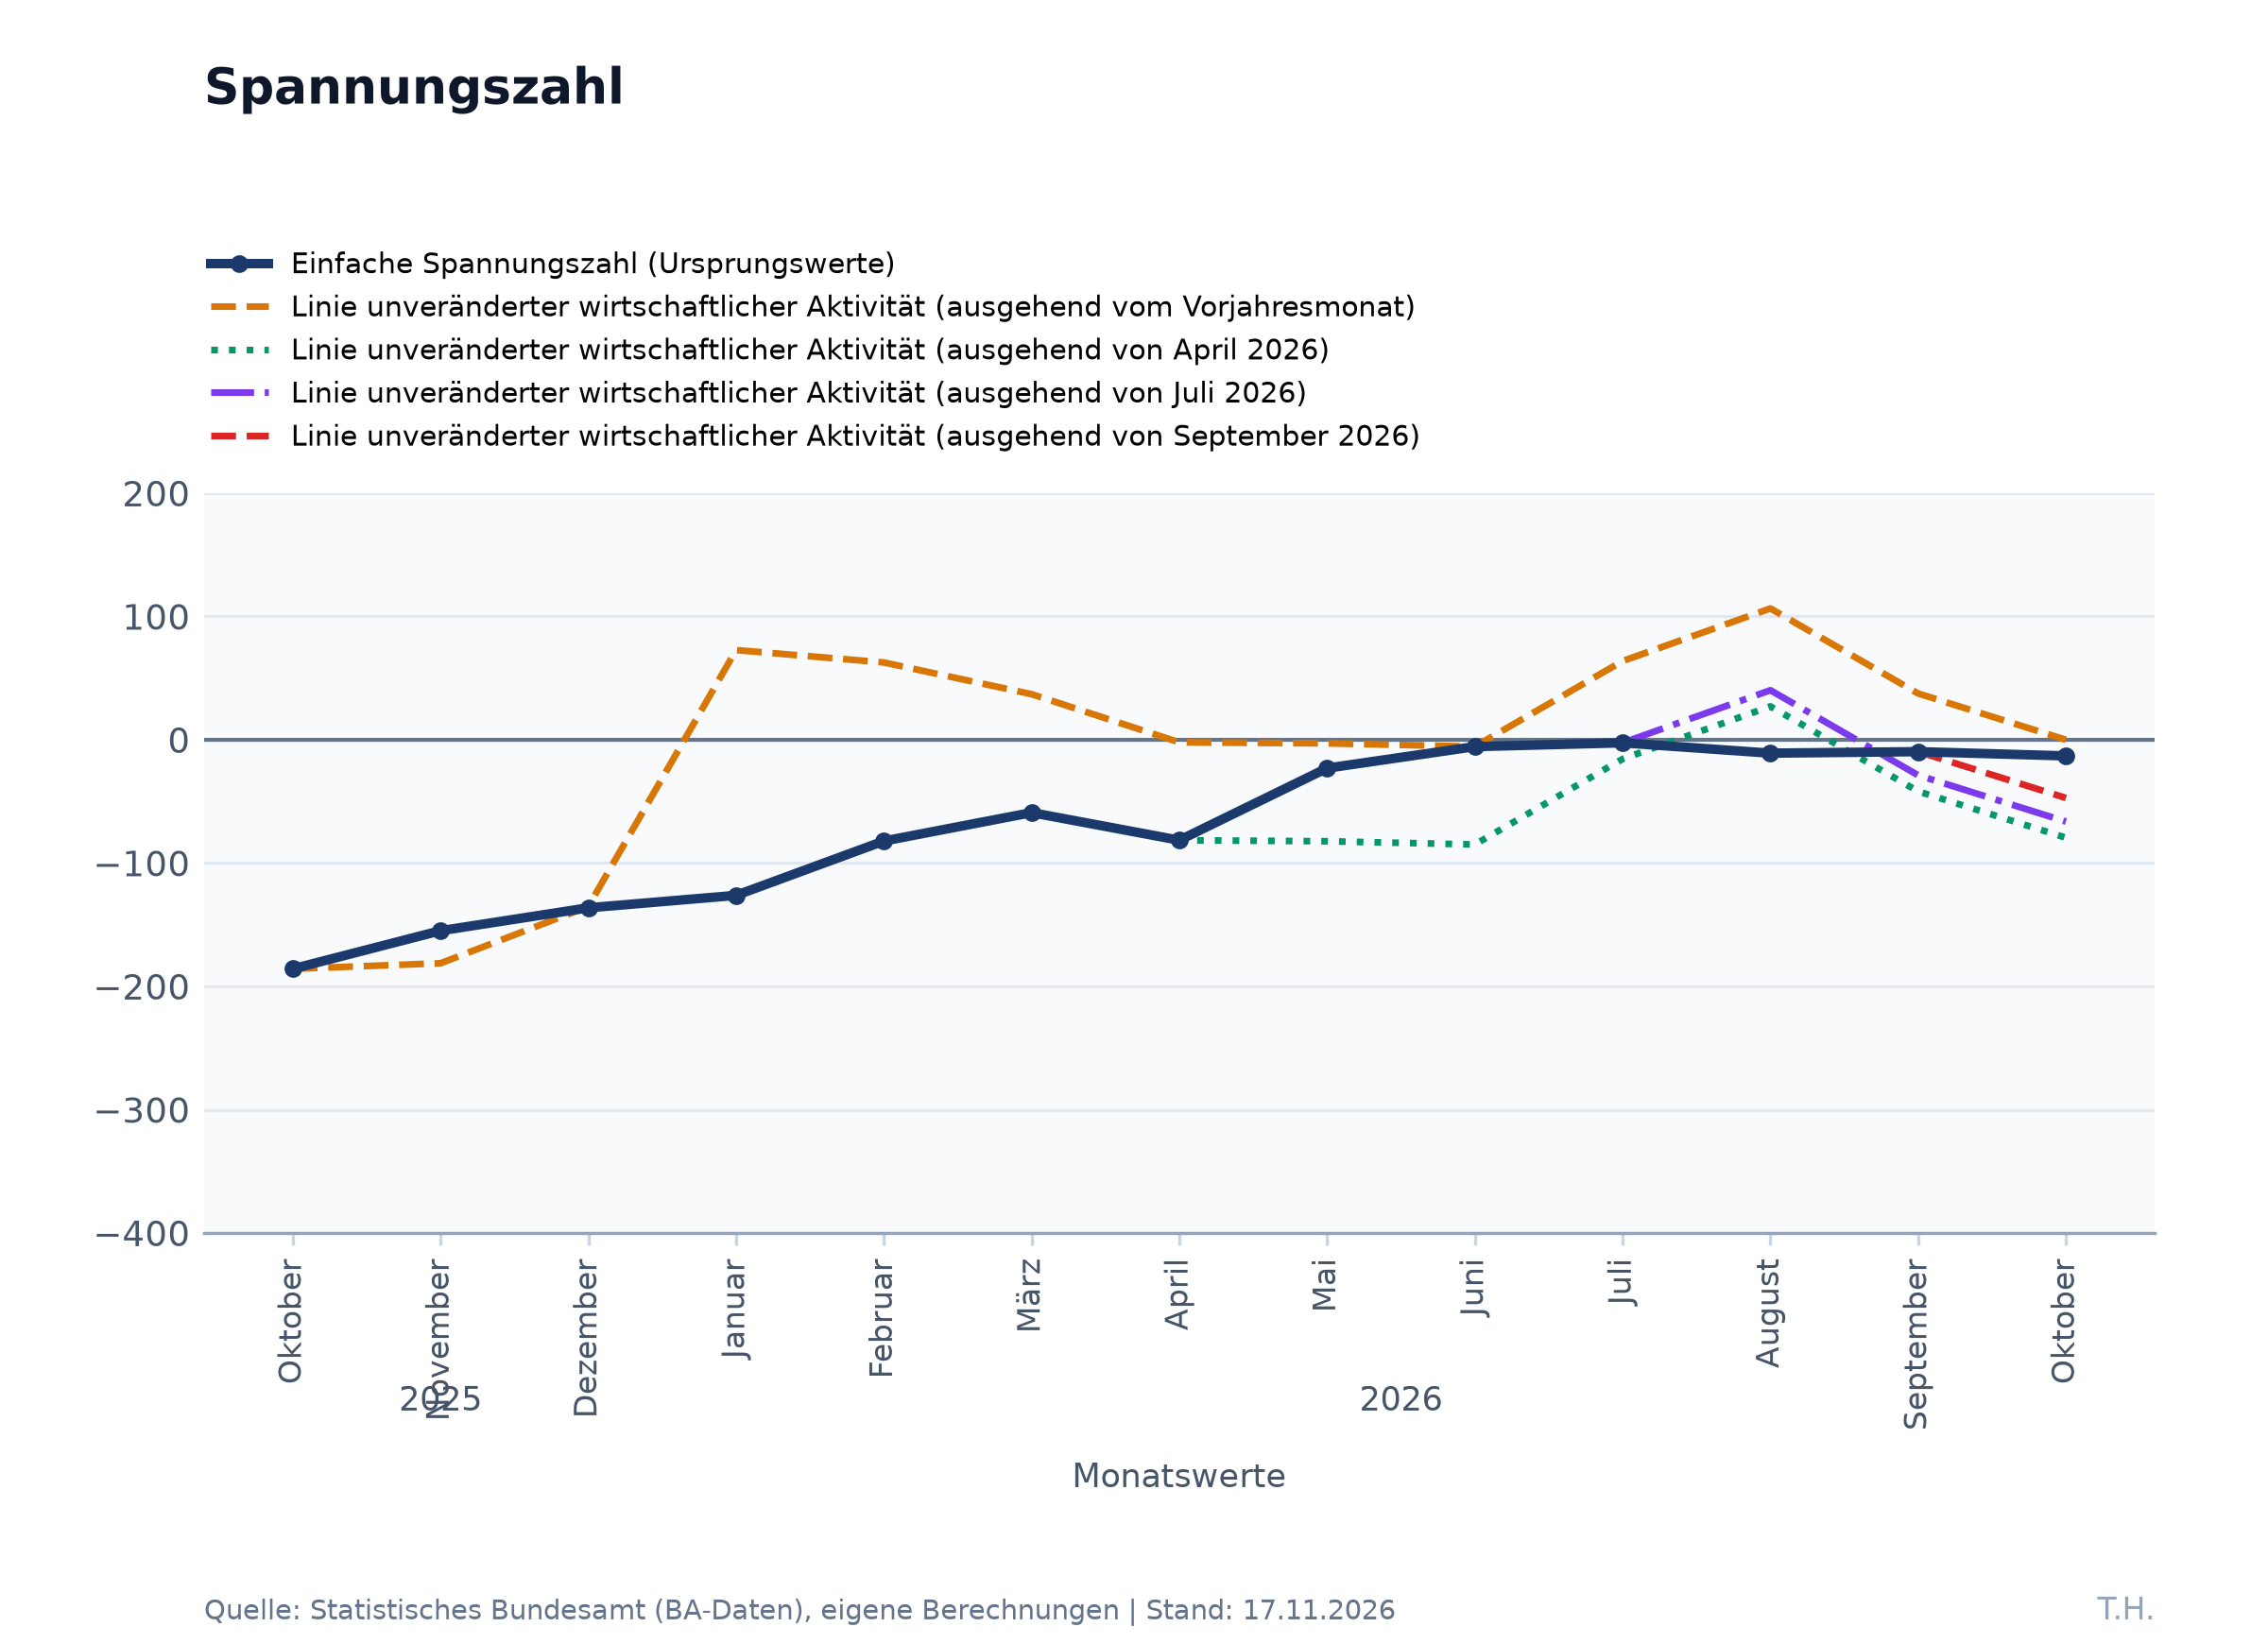 Spannungszahl
Einfache Spannungszahl (Ursprungswerte)
Linie unveränderter wirtschaftlicher Aktivität (ausgehend vom Vorjahresmonat)
Linie unveränderter wirtschaftlicher Aktivität (ausgehend von April 2026)
Linie unveränderter wirtschaftlicher Aktivität (ausgehend von Juli 2026)
Linie unveränderter wirtschaftlicher Aktivität (ausgehend von September 2026)
200
100
0
−100
−200
−300
−400
Oktober
November
Dezember
Januar
Februar
März
April
Mai
Juni
Juli
August
September
Oktober
2025
2026
Monatswerte
Quelle: Statistisches Bundesamt (BA-Daten), eigene Berechnungen | Stand: 17.11.2026
T.H.